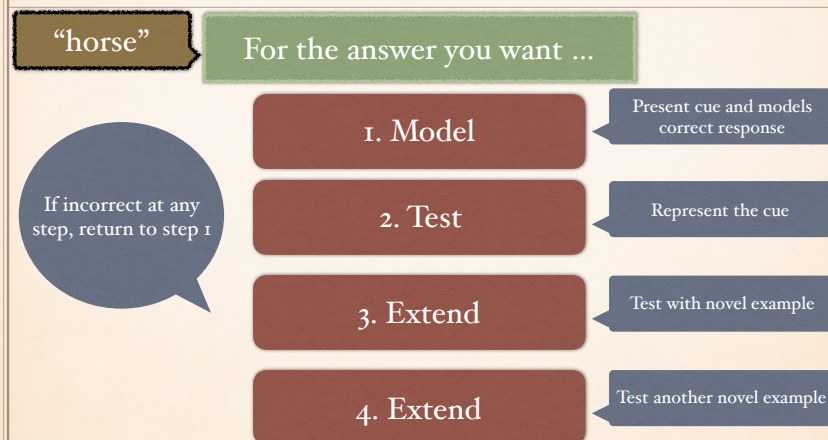 “horse”
For the answer you want ...
1. Model
Present cue and models
correct response
If incorrect at any
step, return to step 1
2. Test
Represent the cue
3. Extend
Test with novel example
4. Extend
Test another novel example